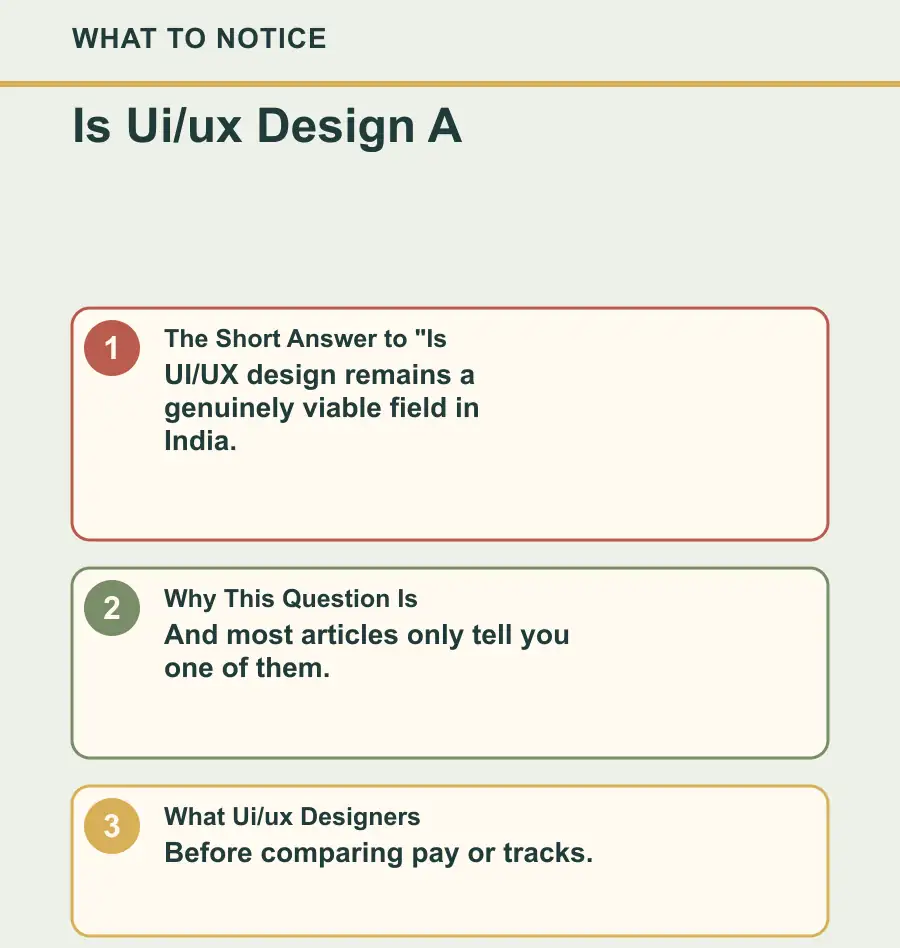 WHAT TO NOTICE
Is Ui/ux Design A
1
The Short Answer to "Is
UI/UX design remains a
genuinely viable field in
India.
2
Why This Question Is
And most articles only tell you
one of them.
3
What Ui/ux Designers
Before comparing pay or tracks.